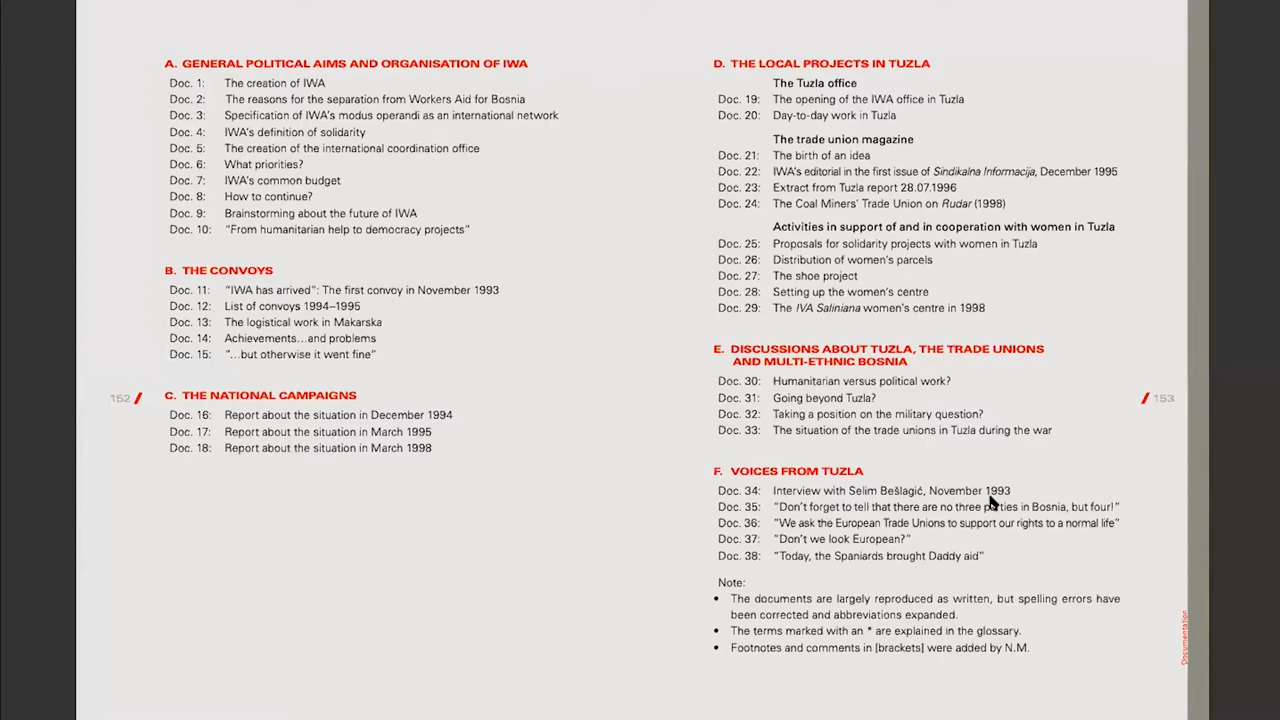 A. GENERAL POLITICAL AIMS AND ORGANISATION OF IWA
Doc. 1: The creation of IWA
Doc. 2: The reasons for the separation from Workers Aid for Bosnia
Doc. 3: Specification of IWA's modus operandi as an international network
Doc. 4: IWA's definition of solidarity
Doc. 5: The creation of the international coordination office
Doc. 6: What priorities?
Doc. 7: IWA's common budget
Doc. 8: How to continue?
Doc. 9: Brainstorming about the future of IWA
Doc. 10: "From humanitarian help to democracy projects"
B. THE CONVOYS
Doc. 11: "IWA has arrived": The first convoy in November 1993
Doc. 12: List of convoys 1994–1995
Doc. 13: The logistical work in Makarska
Doc. 14: Achievements...and problems
Doc. 15: "...but otherwise it went fine"
152 /
C. THE NATIONAL CAMPAIGNS
Doc. 16: Report about the situation in December 1994
Doc. 17: Report about the situation in March 1995
Doc. 18: Report about the situation in March 1998
D. THE LOCAL PROJECTS IN TUZLA
The Tuzla office
Doc. 19: The opening of the IWA office in Tuzla
Doc. 20: Day-to-day work in Tuzla
The trade union magazine
Doc. 21: The birth of an idea
Doc. 22: IWA's editorial in the first issue of Sindikalna Informacija, December 1995
Doc. 23: Extract from Tuzla report 28.07.1996
Doc. 24: The Coal Miners' Trade Union on Rudar (1998)
Activities in support of and in cooperation with women in Tuzla
Doc. 25: Proposals for solidarity projects with women in Tuzla
Doc. 26: Distribution of women's parcels
Doc. 27: The shoe project
Doc. 28: Setting up the women's centre
Doc. 29: The IVA Saliniana women's centre in 1998
E. DISCUSSIONS ABOUT TUZLA, THE TRADE UNIONS
AND MULTI-ETHNIC BOSNIA
Doc. 30: Humanitarian versus political work?
Doc. 31: Going beyond Tuzla?
Doc. 32: Taking a position on the military question?
Doc. 33: The situation of the trade unions in Tuzla during the war
/ 153
F. VOICES FROM TUZLA
Doc. 34: Interview with Selim Bešlagić, November 1993
Doc. 35: "Don't forget to tell that there are no three parties in Bosnia, but four!"
Doc. 36: "We ask the European Trade Unions to support our rights to a normal life"
Doc. 37: "Don't we look European?"
Doc. 38: "Today, the Spaniards brought Daddy aid"
Note:
• The documents are largely reproduced as written, but spelling errors have
been corrected and abbreviations expanded.
• The terms marked with an * are explained in the glossary.
• Footnotes and comments in [brackets] were added by N.M.
Documentation